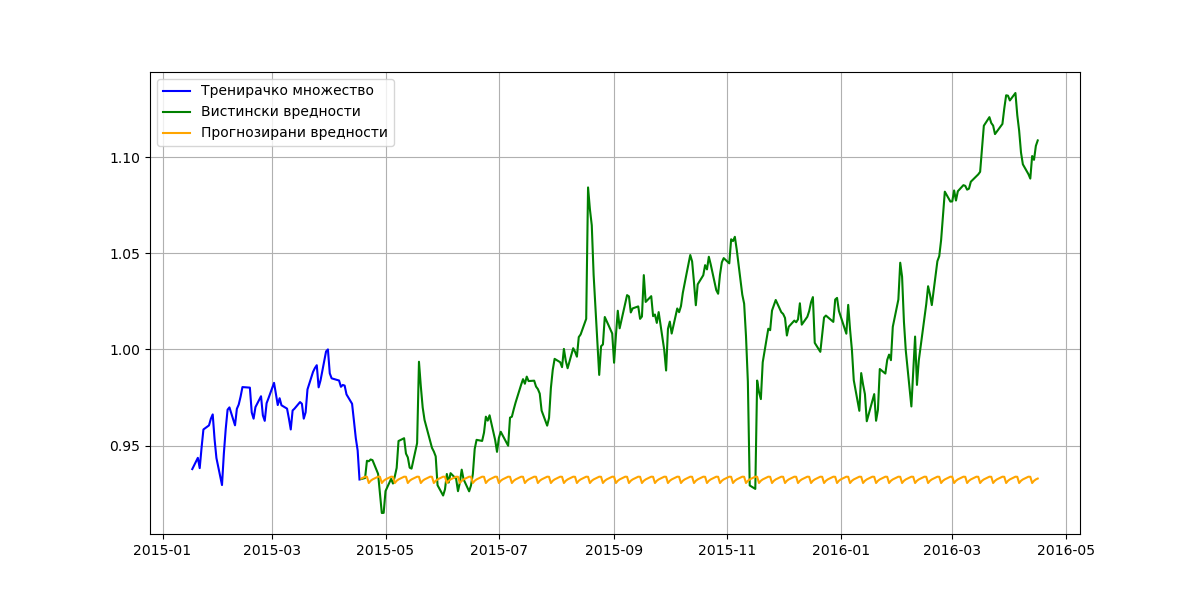 Тренирачко множество
Вистински вредности
Прогнозирани вредности
1.10
1.05
1.00
0.95
2015-01 2015-03 2015-05 2015-07 2015-09 2015-11 2016-01 2016-03 2016-05